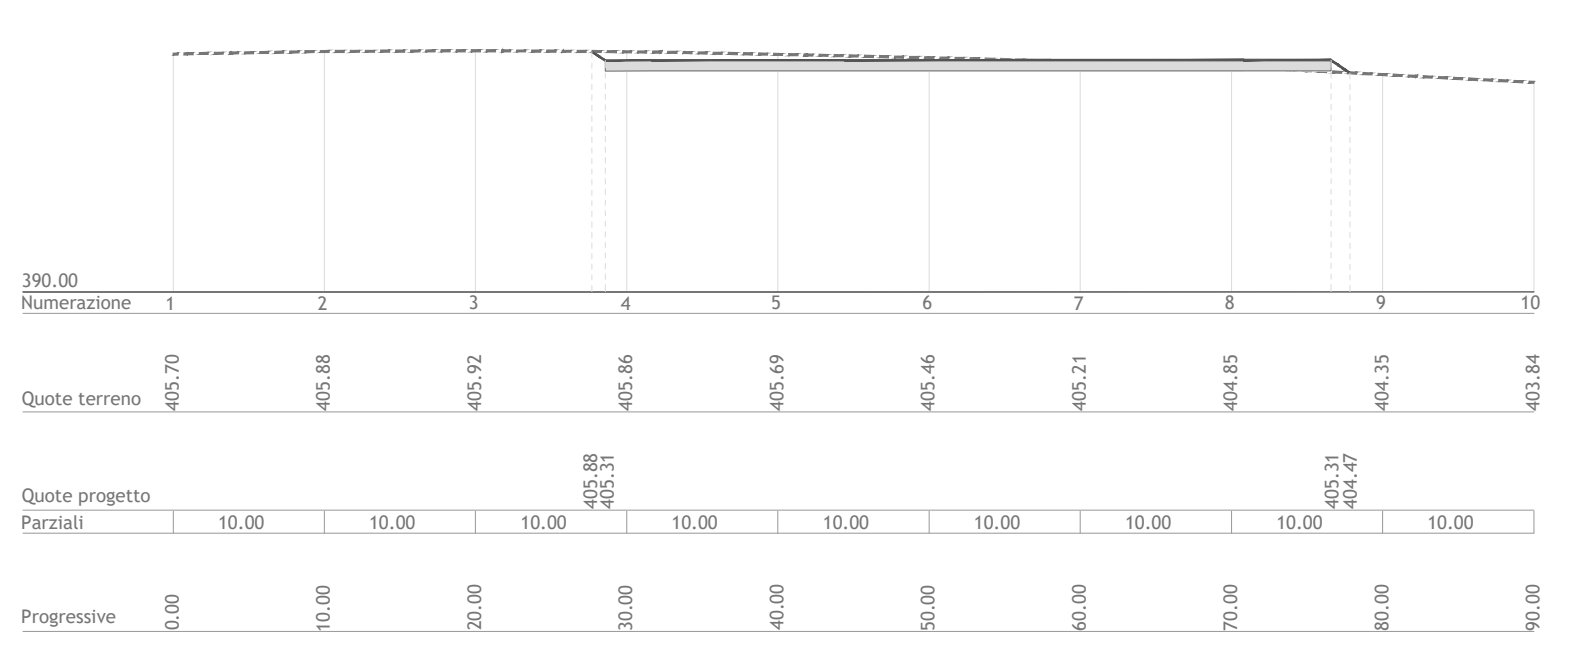 390.00
Numerazione 1 2 3 4 5 6 7 8 9 10
Quote terreno 405.70 405.88 405.92 405.86 405.69 405.46 405.21 404.85 404.35 403.84
Quote progetto 405.88 405.31 405.31 404.47
Parziali 10.00 10.00 10.00 10.00 10.00 10.00 10.00 10.00 10.00
Progressive 0.00 10.00 20.00 30.00 40.00 50.00 60.00 70.00 80.00 90.00